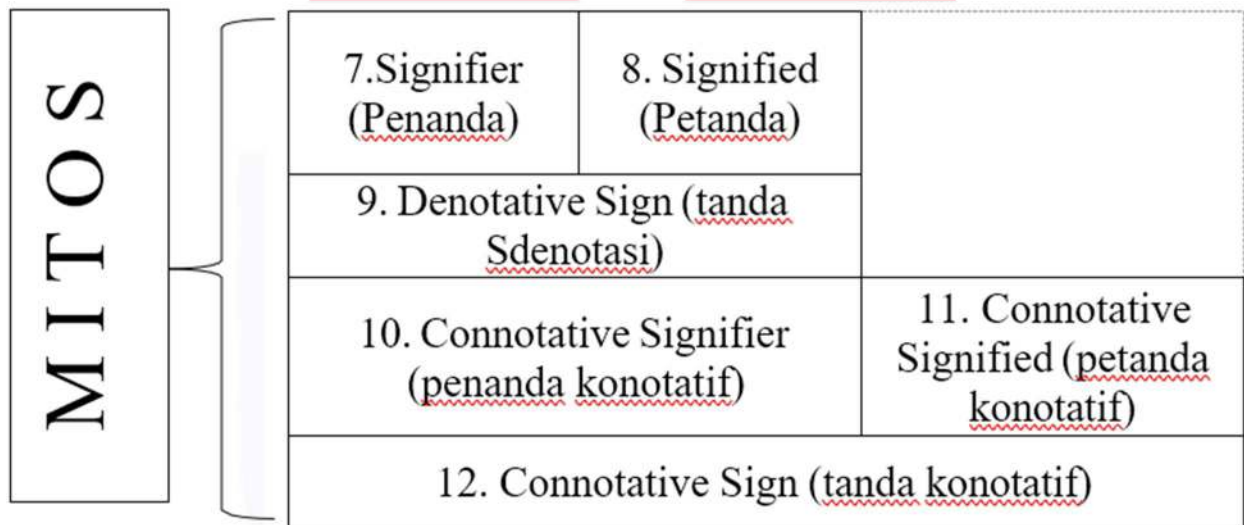 MITOS
7.Signifier
(Penanda)
8. Signified
(Petanda)
9. Denotative Sign (tanda
Sdenotasi)
10. Connotative Signifier
(penanda konotatif)
11. Connotative
Signified (petanda
konotatif)
12. Connotative Sign (tanda konotatif)